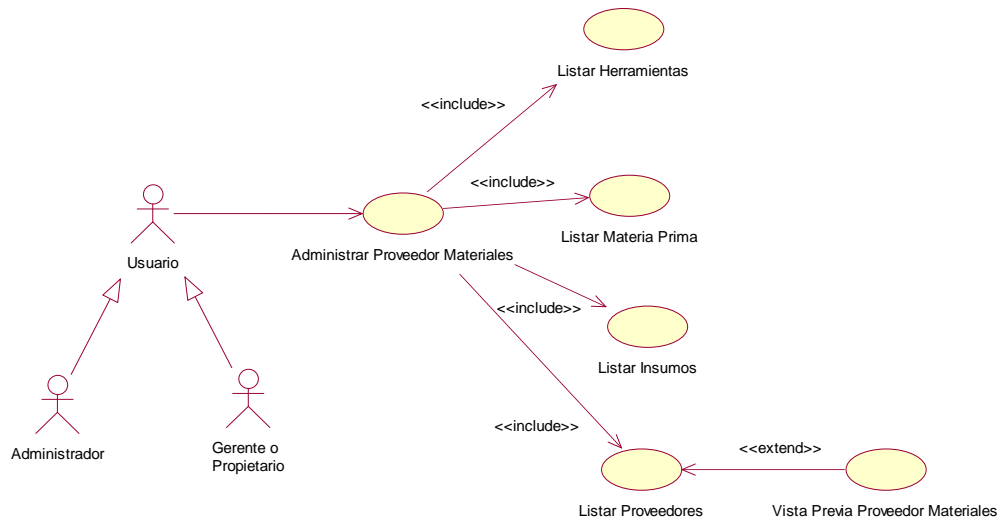 Listar Herramientas
<<include>>
<<include>>
Listar Materia Prima
Usuario
Administrar Proveedor Materiales
<<include>>
Listar Insumos
<<include>>
Administrador
Gerente o
Propietario
<<extend>>
Listar Proveedores
Vista Previa Proveedor Materiales